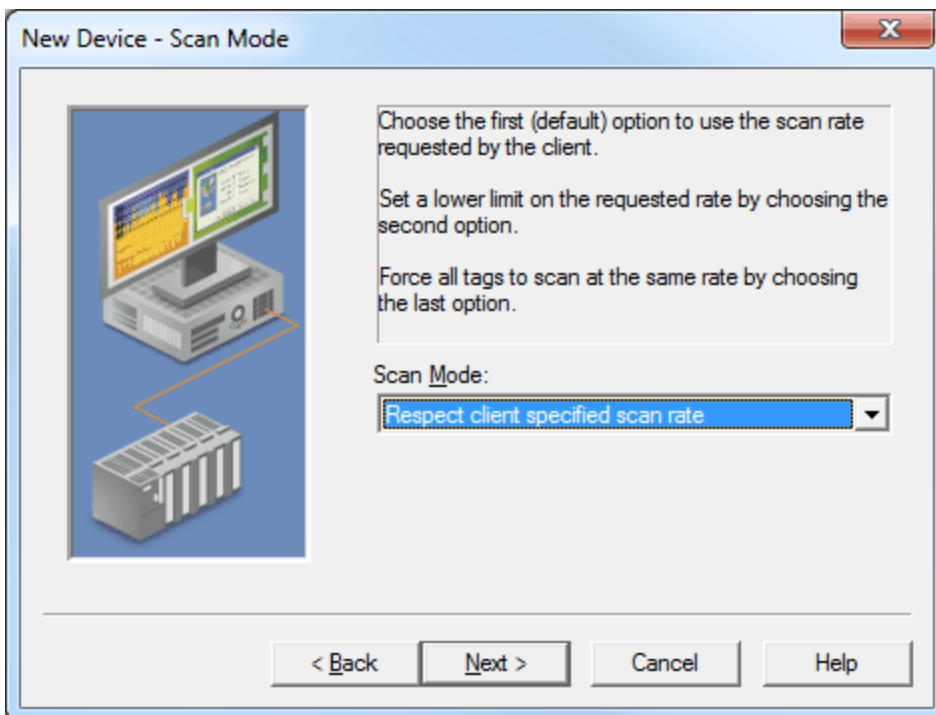 New Device - Scan Mode
Choose the first (default) option to use the scan rate
requested by the client.
Set a lower limit on the requested rate by choosing the
second option.
Force all tags to scan at the same rate by choosing
the last option.
Scan Mode:
Respect client specified scan rate
< Back
Next >
Cancel
Help